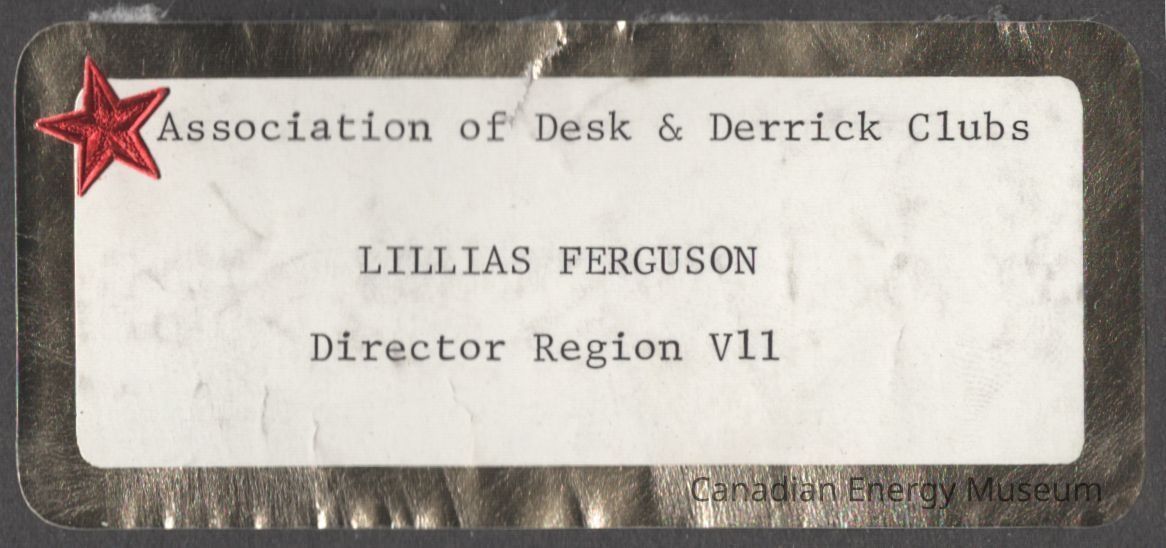 Association of Desk & Derrick Clubs
LILLIAS FERGUSON
Director Region V11
Canadian Energy Museum